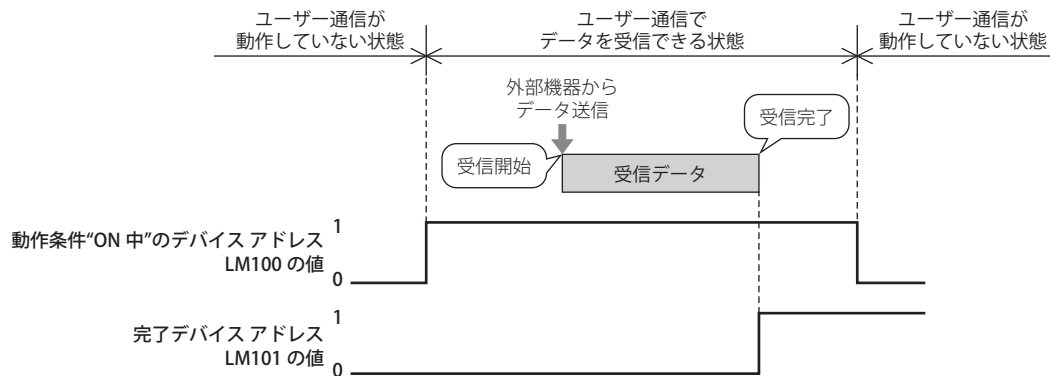 ユーザー通信が
動作していない状態
ユーザー通信で
データを受信できる状態
ユーザー通信が
動作していない状態
外部機器から
データ送信
受信完了
受信開始
受信データ
動作条件“ON 中”のデバイス アドレス
LM100 の値
1
0
完了デバイス アドレス
LM101 の値
1
0